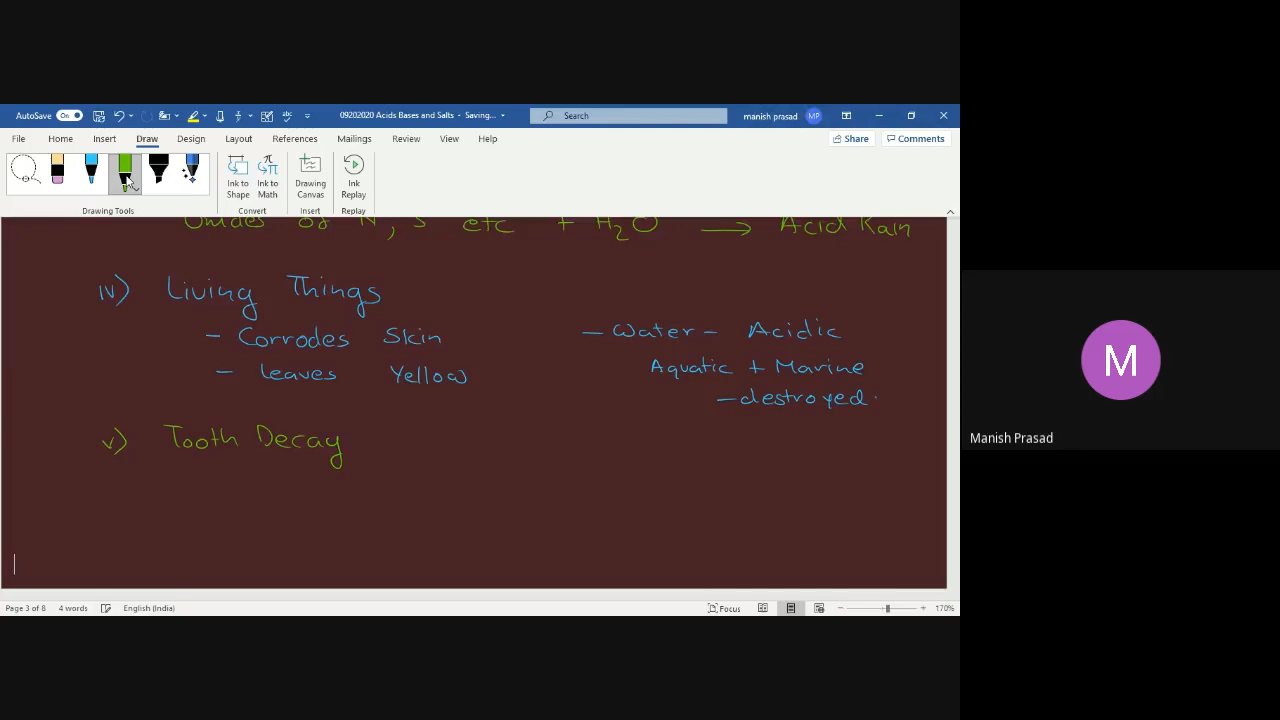 AutoSave On 09202020 Acids Bases and Salts - Saving... Search manish prasad MP
File Home Insert Draw Design Layout References Mailings Review View Help Share Comments
Ink to Shape Ink to Math Drawing Canvas Ink Replay
Drawing Tools Convert Insert Replay
Oxides of N, S etc + H2O → Acid Rain
iv) Living Things
- Corrodes Skin
- leaves Yellow
- Water - Acidic
Aquatic + Marine
- destroyed.
v) Tooth Decay
Page 3 of 8 4 words English (India) Focus 170%
M
Manish Prasad